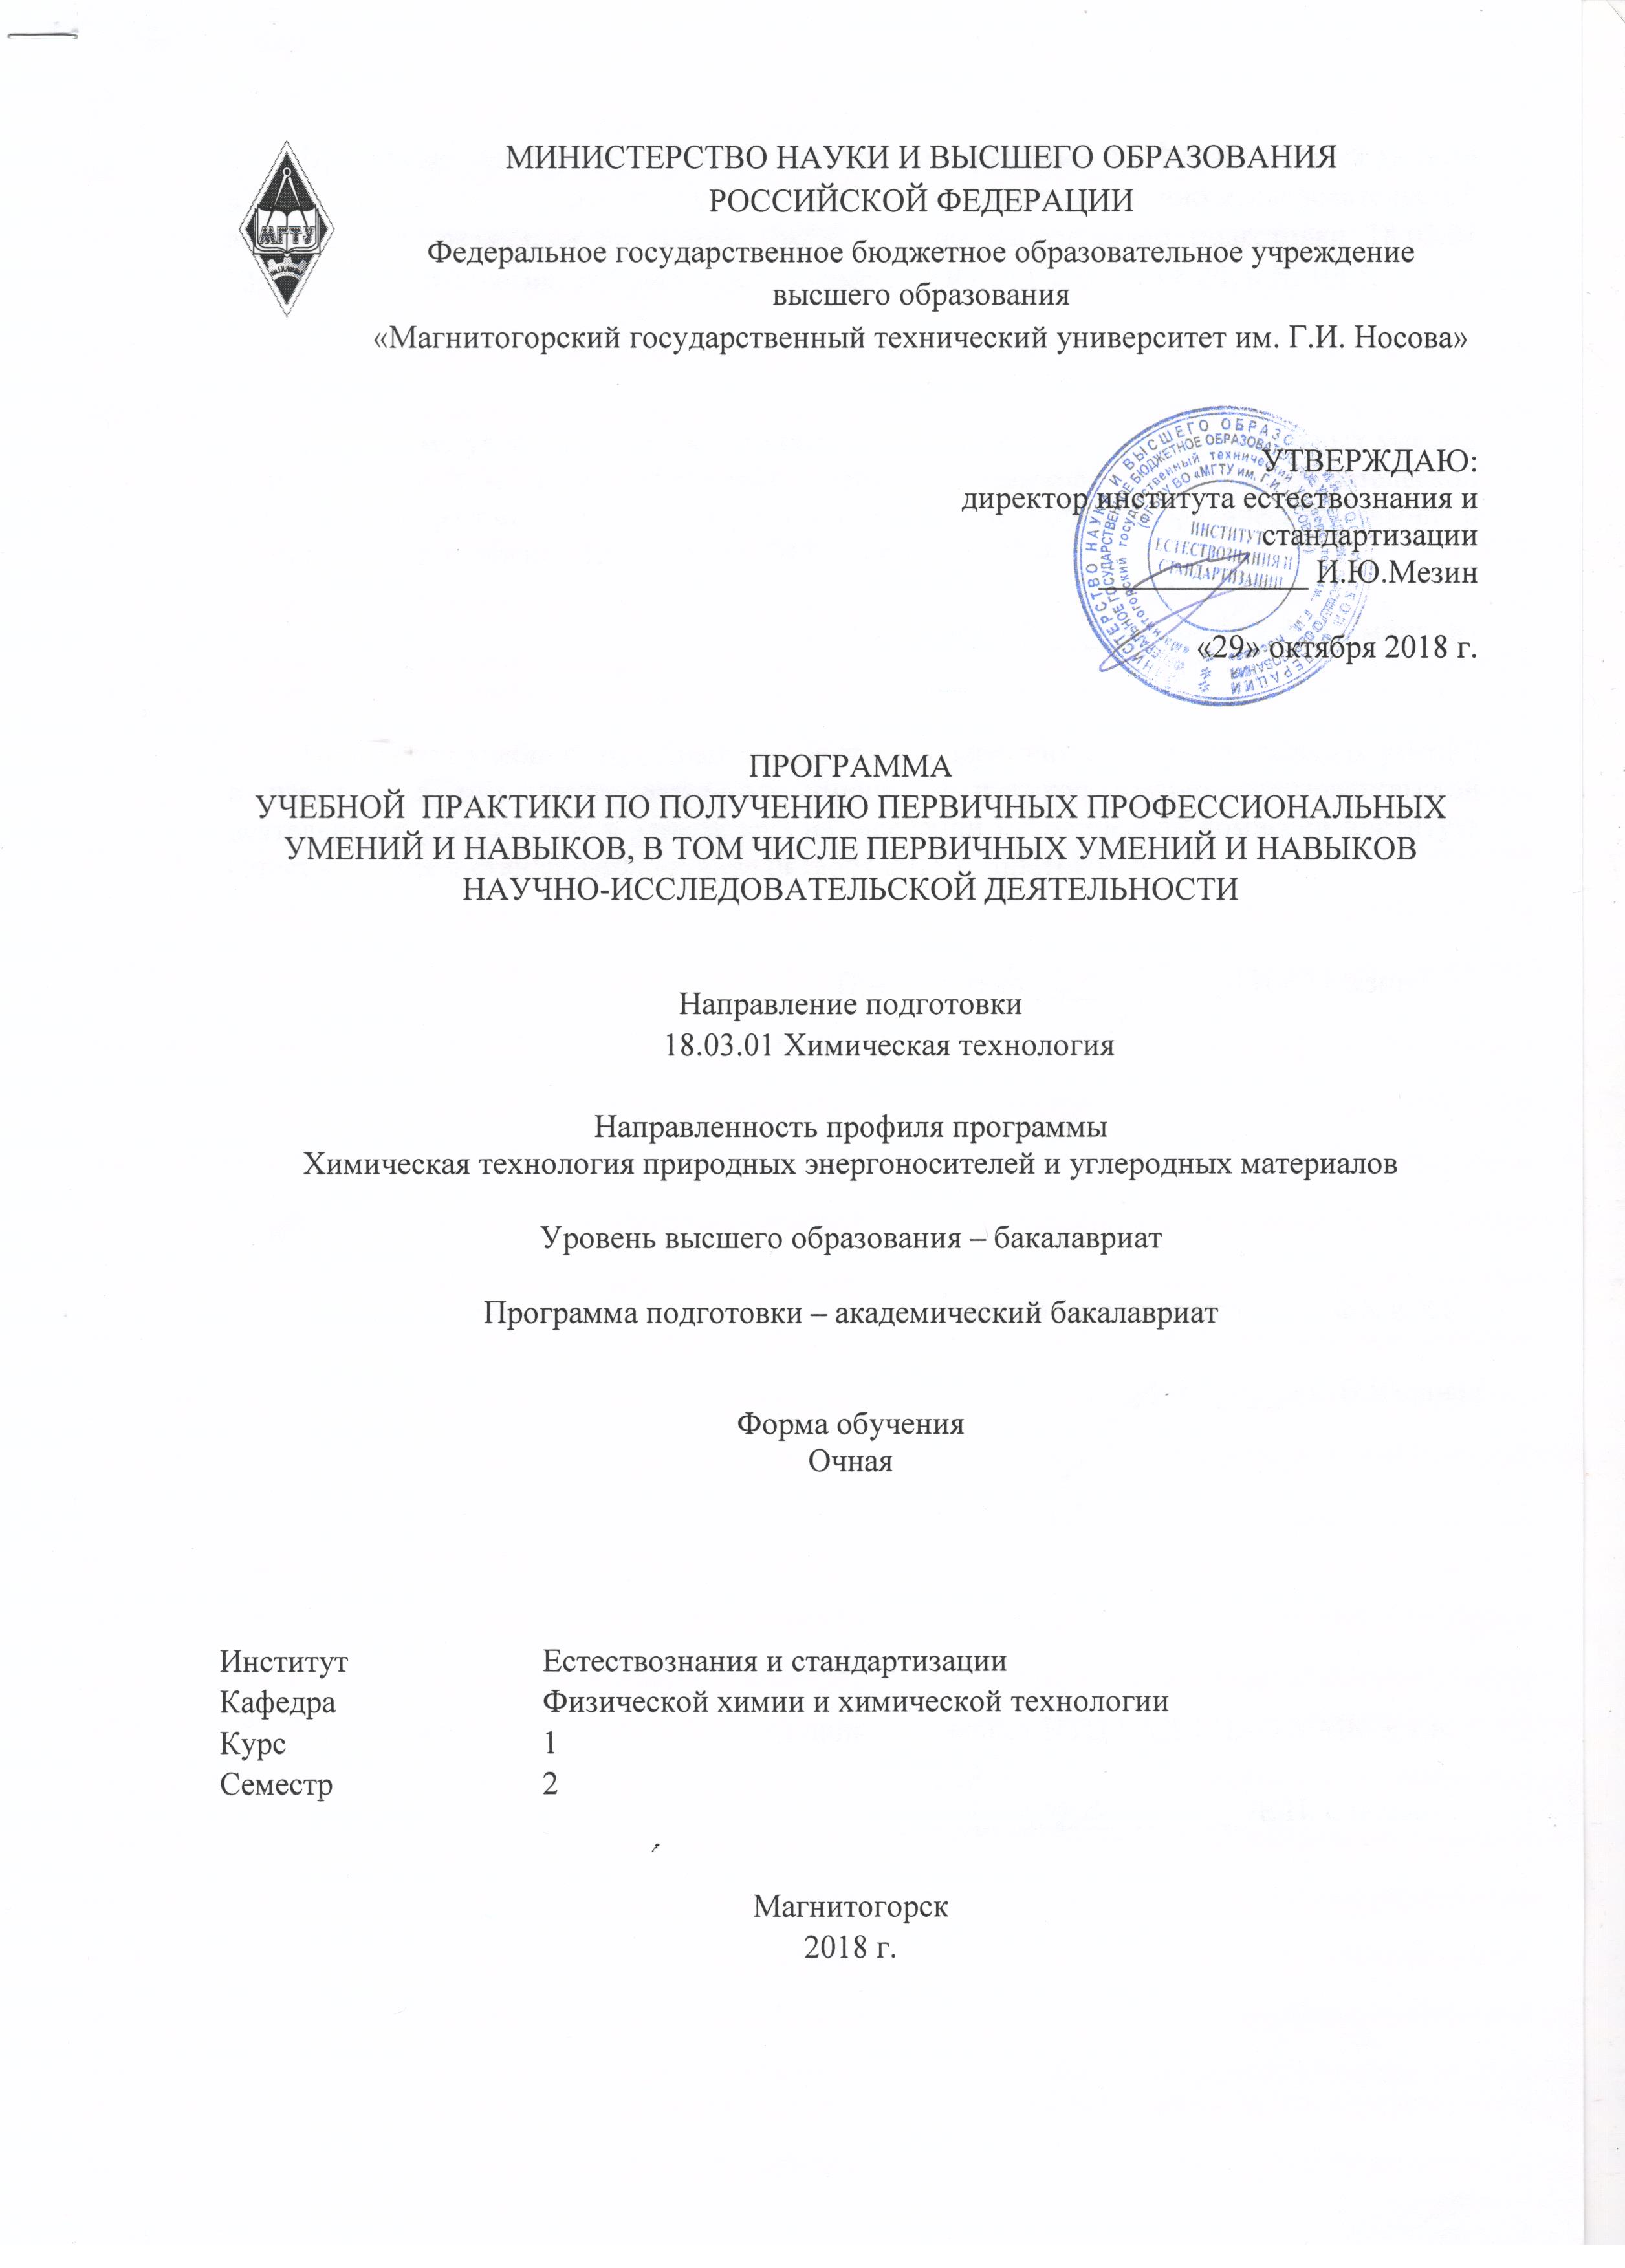 МИНИСТЕРСТВО НАУКИ И ВЫСШЕГО ОБРАЗОВАНИЯ
РОССИЙСКОЙ ФЕДЕРАЦИИ
Федеральное государственное бюджетное образовательное учреждение
высшего образования
«Магнитогорский государственный технический университет им. Г.И. Носова»
МГТУ
УТВЕРЖДАЮ:
директор института естествознания и
стандартизации
И.Ю.Мезин
«29» октября 2018 г.
ИНСТИТУТ
ЕСТЕСТВОЗНАНИЯ И
СТАНДАРТИЗАЦИИ
ПРОГРАММА
УЧЕБНОЙ ПРАКТИКИ ПО ПОЛУЧЕНИЮ ПЕРВИЧНЫХ ПРОФЕССИОНАЛЬНЫХ
УМЕНИЙ И НАВЫКОВ, В ТОМ ЧИСЛЕ ПЕРВИЧНЫХ УМЕНИЙ И НАВЫКОВ
НАУЧНО-ИССЛЕДОВАТЕЛЬСКОЙ ДЕЯТЕЛЬНОСТИ
Направление подготовки
18.03.01 Химическая технология
Направленность профиля программы
Химическая технология природных энергоносителей и углеродных материалов
Уровень высшего образования – бакалавриат
Программа подготовки – академический бакалавриат
Форма обучения
Очная
Институт Естествознания и стандартизации
Кафедра Физической химии и химической технологии
Курс 1
Семестр 2
Магнитогорск
2018 г.